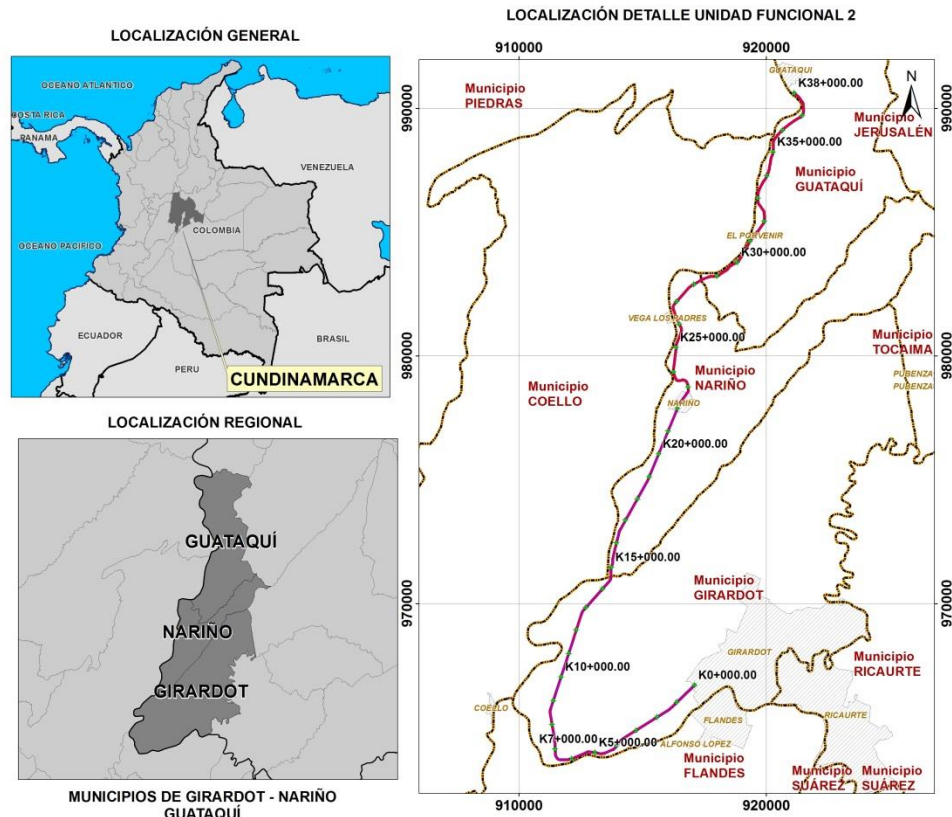 LOCALIZACIÓN GENERAL
OCEANO ATLANTICO
COSTA RICA
PANAMA
VENEZUELA
COLOMBIA
OCEANO PACIFICO
ECUADOR
BRASIL
PERU
CUNDINAMARCA
LOCALIZACIÓN REGIONAL
GUATAQUÍ
NARIÑO
GIRARDOT
MUNICIPIOS DE GIRARDOT - NARIÑO
GUATAQUÍ
LOCALIZACIÓN DETALLE UNIDAD FUNCIONAL 2
910000
920000
N
990000
990000
980000
980000
970000
970000
Municipio
PIEDRAS
GUATAQUI
K38+000.00
Municipio
JERUSALÉN
K35+000.00
Municipio
GUATAQUÍ
EL PORVENIR
K30+000.00
VEGA LOS PADRES
K25+000.00
Municipio
TOCAIMA
PUBENZA
PUBENZA
Municipio
COELLO
Municipio
NARIÑO
NARIÑO
K20+000.00
K15+000.00
Municipio
GIRARDOT
GIRARDOT
K10+000.00
K0+000.00
Municipio
RICAURTE
COELLO
FLANDES
RICAURTE
K7+000.00
K5+000.00
ALFONSO LOPEZ
Municipio
FLANDES
Municipio
SUÁREZ
Municipio
SUÁREZ
910000
920000